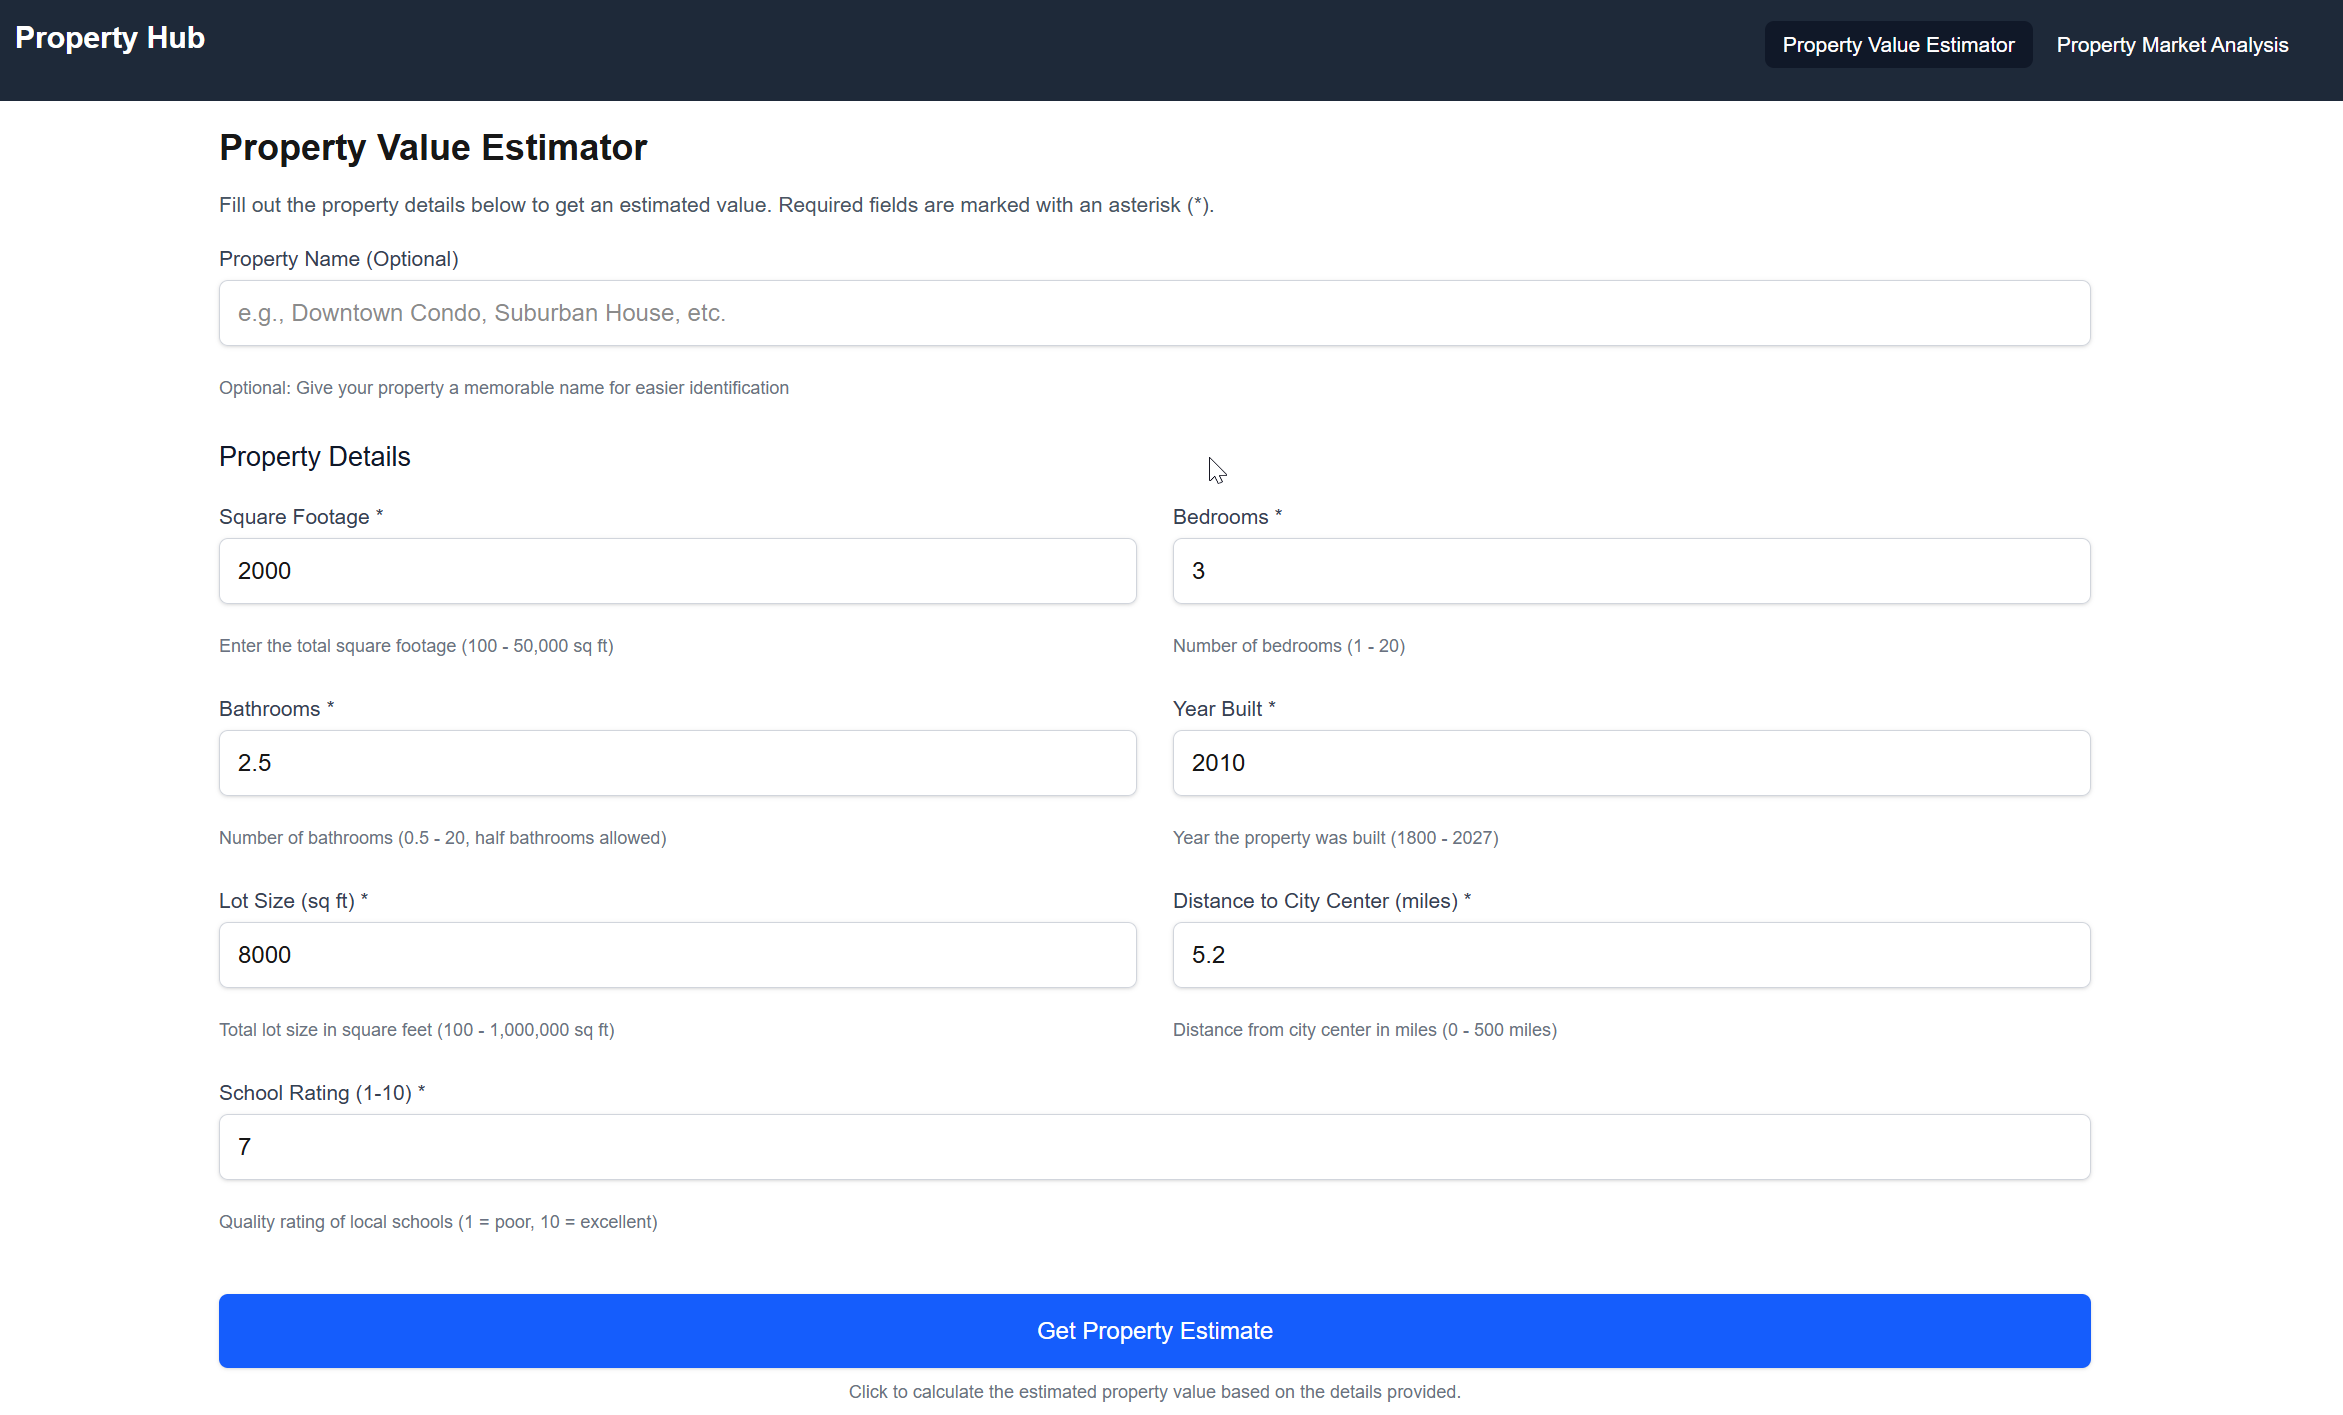 Property Hub
Property Value Estimator
Property Market Analysis
Property Value Estimator
Fill out the property details below to get an estimated value. Required fields are marked with an asterisk (*).
Property Name (Optional)
e.g., Downtown Condo, Suburban House, etc.
Optional: Give your property a memorable name for easier identification
Property Details
Square Footage *
2000
Enter the total square footage (100 - 50,000 sq ft)
Bedrooms *
3
Number of bedrooms (1 - 20)
Bathrooms *
2.5
Number of bathrooms (0.5 - 20, half bathrooms allowed)
Year Built *
2010
Year the property was built (1800 - 2027)
Lot Size (sq ft) *
8000
Total lot size in square feet (100 - 1,000,000 sq ft)
Distance to City Center (miles) *
5.2
Distance from city center in miles (0 - 500 miles)
School Rating (1-10) *
7
Quality rating of local schools (1 = poor, 10 = excellent)
Get Property Estimate
Click to calculate the estimated property value based on the details provided.